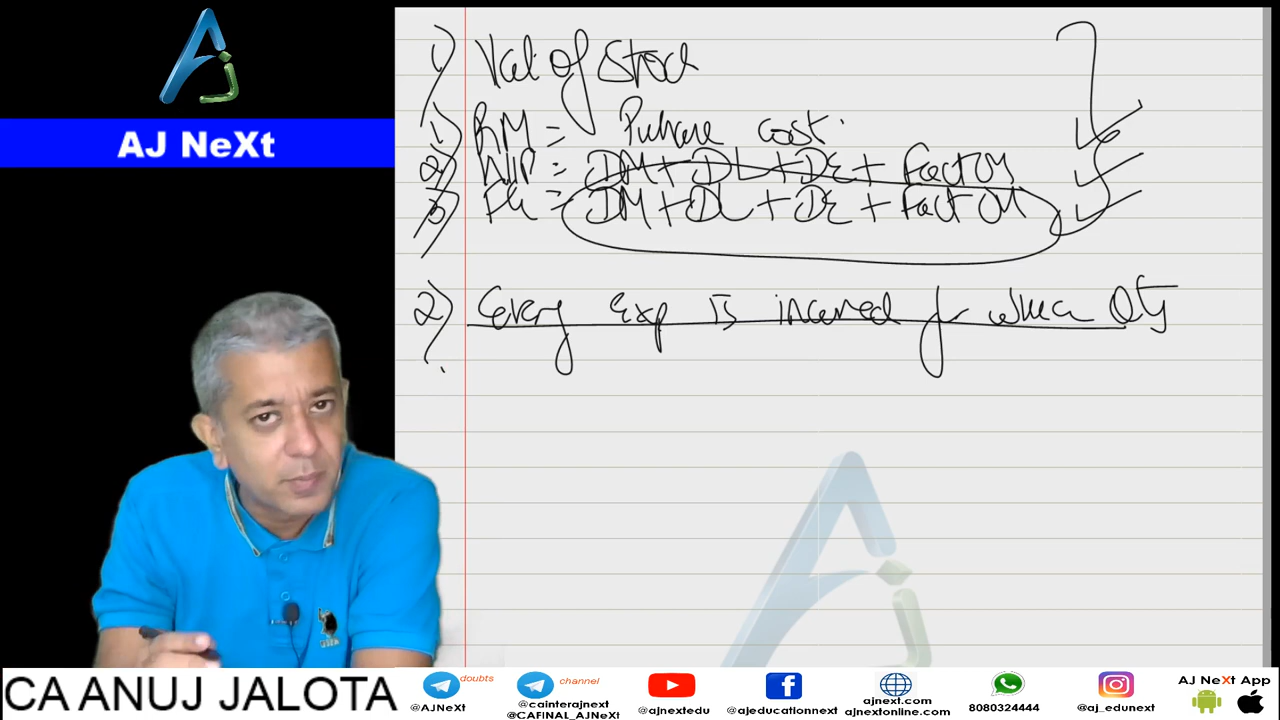 AJ NeXt
1) Val. of Stock
1) RM = Purchase cost.
2) WIP = DM + DL + DE + Factory
3) FG = DM + DL + DE + Factory
2) Every Exp is incurred for which Qty
CA ANUJ JALOTA
doubts
@AJNeXt
channel
@cainterajnext
@CAFINAL_AJNeXt
@ajnextedu
@ajeducationnext
ajnext.com
ajnextonline.com
8080324444
@aj_edunext
AJ NeXt App